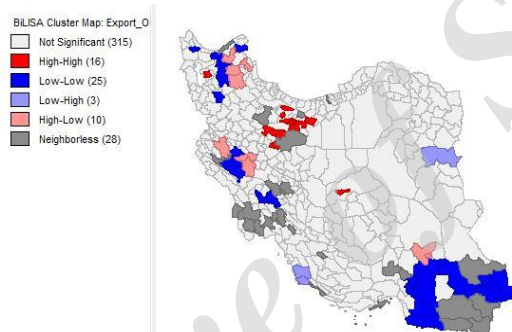 BiLISA Cluster Map: Export_O
Not Significant (315)
High-High (16)
Low-Low (25)
Low-High (3)
High-Low (10)
Neighborless (28)